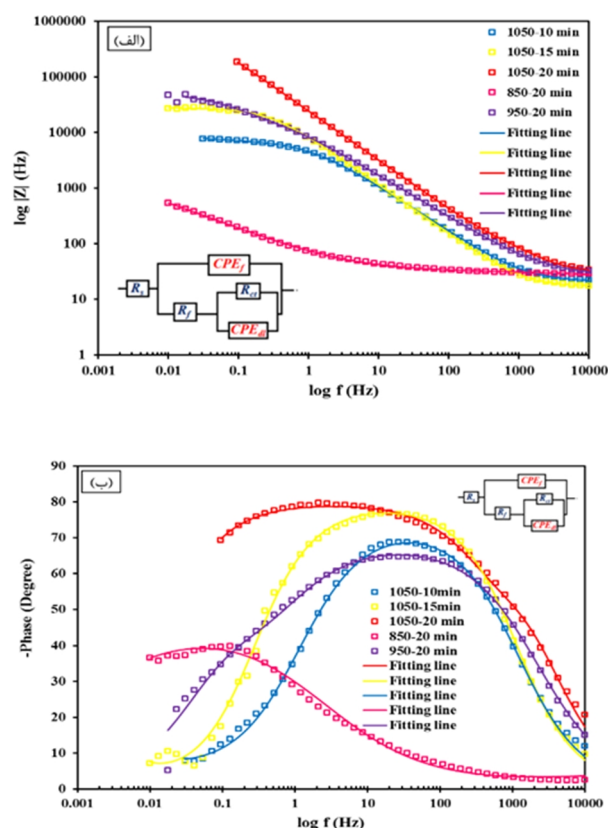 (الف)
1050-10 min
1050-15 min
1050-20 min
850-20 min
950-20 min
Fitting line
Fitting line
Fitting line
Fitting line
Fitting line
log |Z| (Hz)
1000000
100000
10000
1000
100
10
1
0.001 0.01 0.1 1 10 100 1000 10000
log f (Hz)
CPEf
Rs
Rct
Rf
CPEdl
(ب)
-Phase (Degree)
90
80
70
60
50
40
30
20
10
0
0.001 0.01 0.1 1 10 100 1000 10000
log f (Hz)
CPEf
Rs
Rct
Rf
CPEdl
1050-10min
1050-15min
1050-20 min
850-20 min
950-20 min
Fitting line
Fitting line
Fitting line
Fitting line
Fitting line